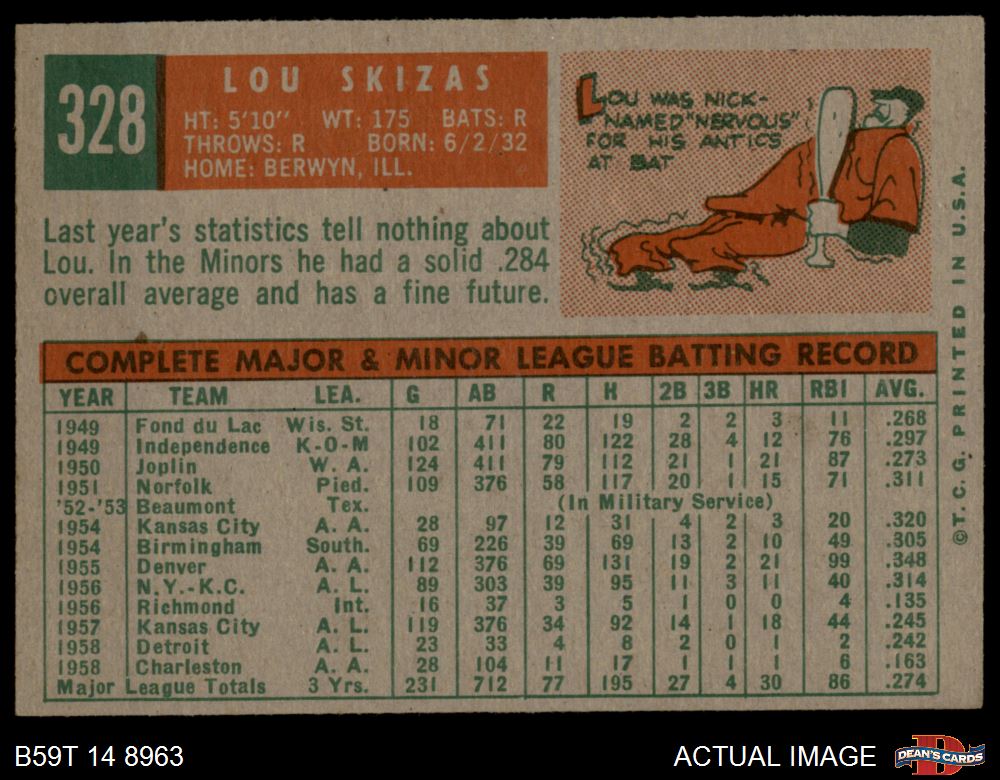 328
LOU SKIZAS
HT: 5'10" WT: 175 BATS: R
THROWS: R BORN: 6/2/32
HOME: BERWYN, ILL.
LOU WAS NICK-
NAMED "NERVOUS"
FOR HIS ANTICS
AT BAT
Last year's statistics tell nothing about
Lou. In the Minors he had a solid .284
overall average and has a fine future.
COMPLETE MAJOR & MINOR LEAGUE BATTING RECORD
YEAR TEAM LEA. G AB R H 2B 3B HR RBI AVG.
1949 Fond du Lac Wis. St. 18 71 22 19 2 2 3 11 .268
1949 Independence K-O-M 102 411 80 122 28 4 12 76 .297
1950 Joplin W. A. 124 411 79 112 21 1 21 87 .273
1951 Norfolk Pied. 109 376 58 117 20 1 15 71 .311
'52-'53 Beaumont Tex. (In Military Service)
1954 Kansas City A. A. 28 97 12 31 4 2 3 20 .320
1954 Birmingham South. 69 226 39 69 13 2 10 49 .305
1955 Denver A. A. 112 376 69 131 19 2 21 99 .348
1956 N.Y.-K.C. A. L. 89 303 39 95 11 3 11 40 .314
1956 Richmond Int. 16 37 3 5 1 0 0 4 .135
1957 Kansas City A. L. 119 376 34 92 14 1 18 44 .245
1958 Detroit A. L. 23 33 4 8 2 0 1 2 .242
1958 Charleston A. A. 28 104 11 17 1 1 1 6 .163
Major League Totals 3 Yrs. 231 712 77 195 27 4 30 86 .274
©T.C.G. PRINTED IN U.S.A.
B59T 14 8963
ACTUAL IMAGE
DEAN'S CARDS